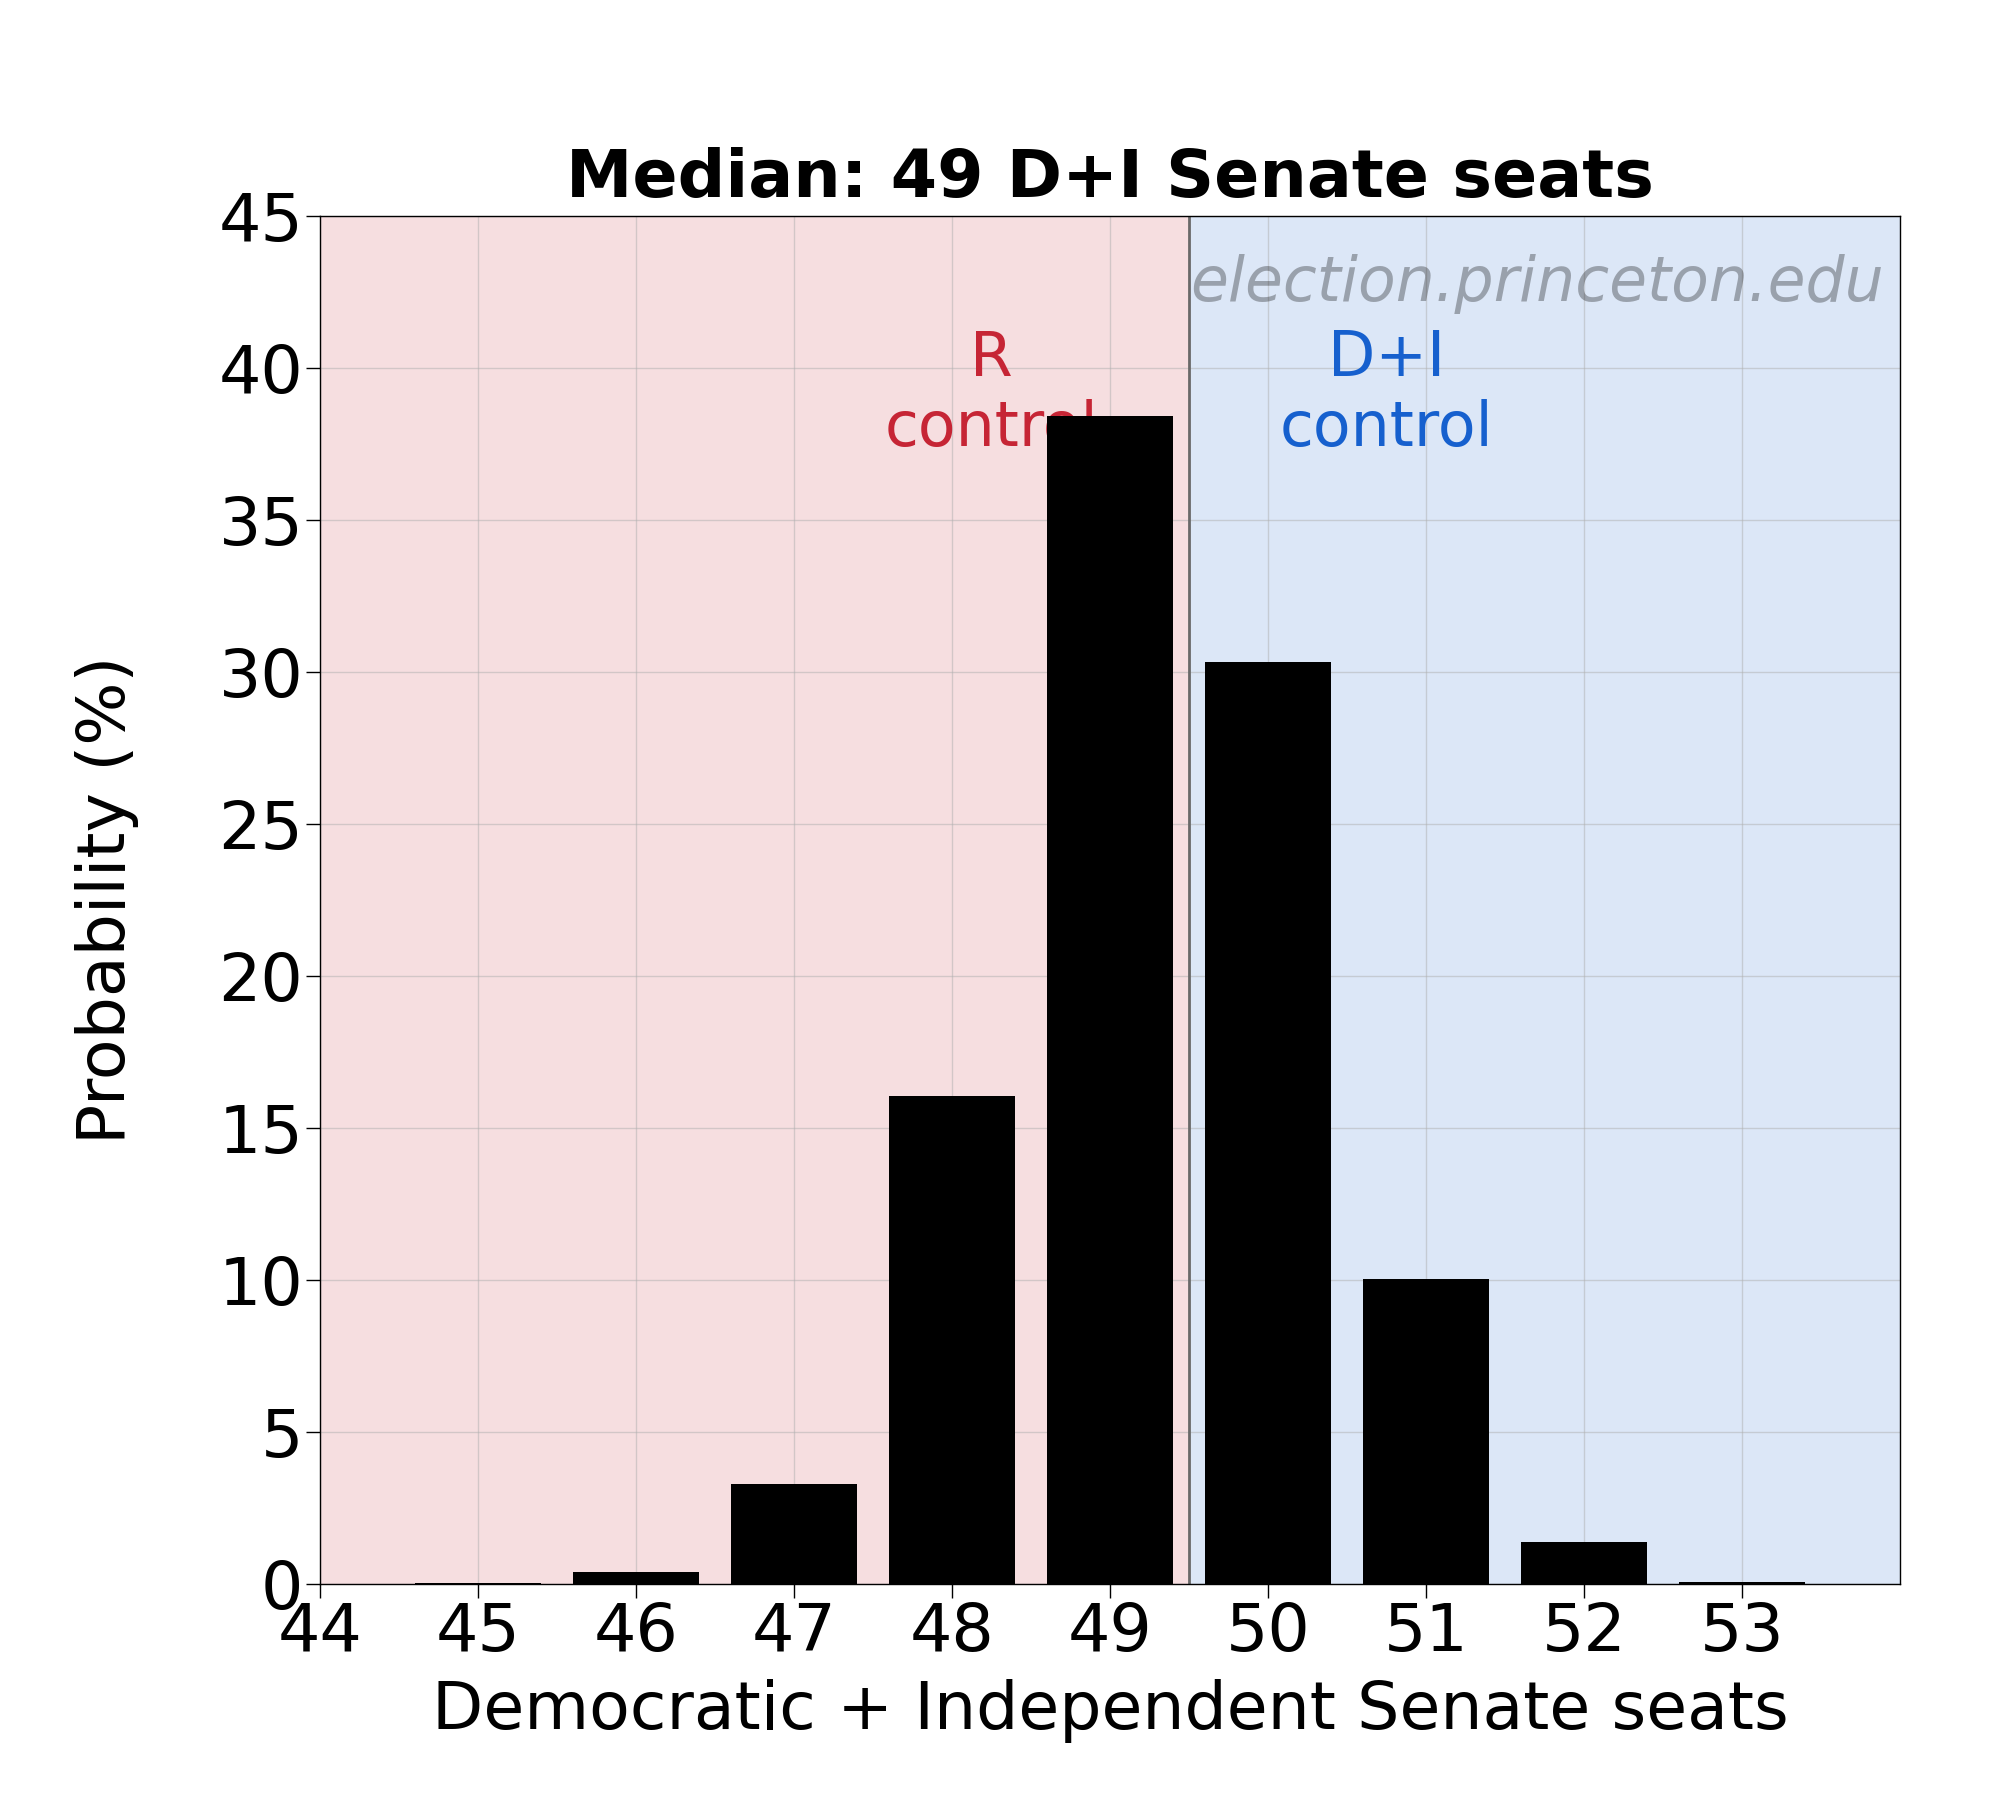 Median: 49 D+I Senate seats
election.princeton.edu
R
control
D+I
control
45
40
35
30
25
20
15
10
5
0
Probability (%)
44 45 46 47 48 49 50 51 52 53
Democratic + Independent Senate seats